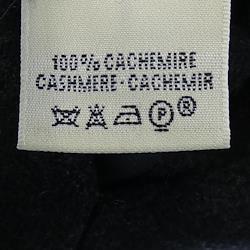 100% CACHEMIRE
CASHMERE · CACHEMIR
P ®